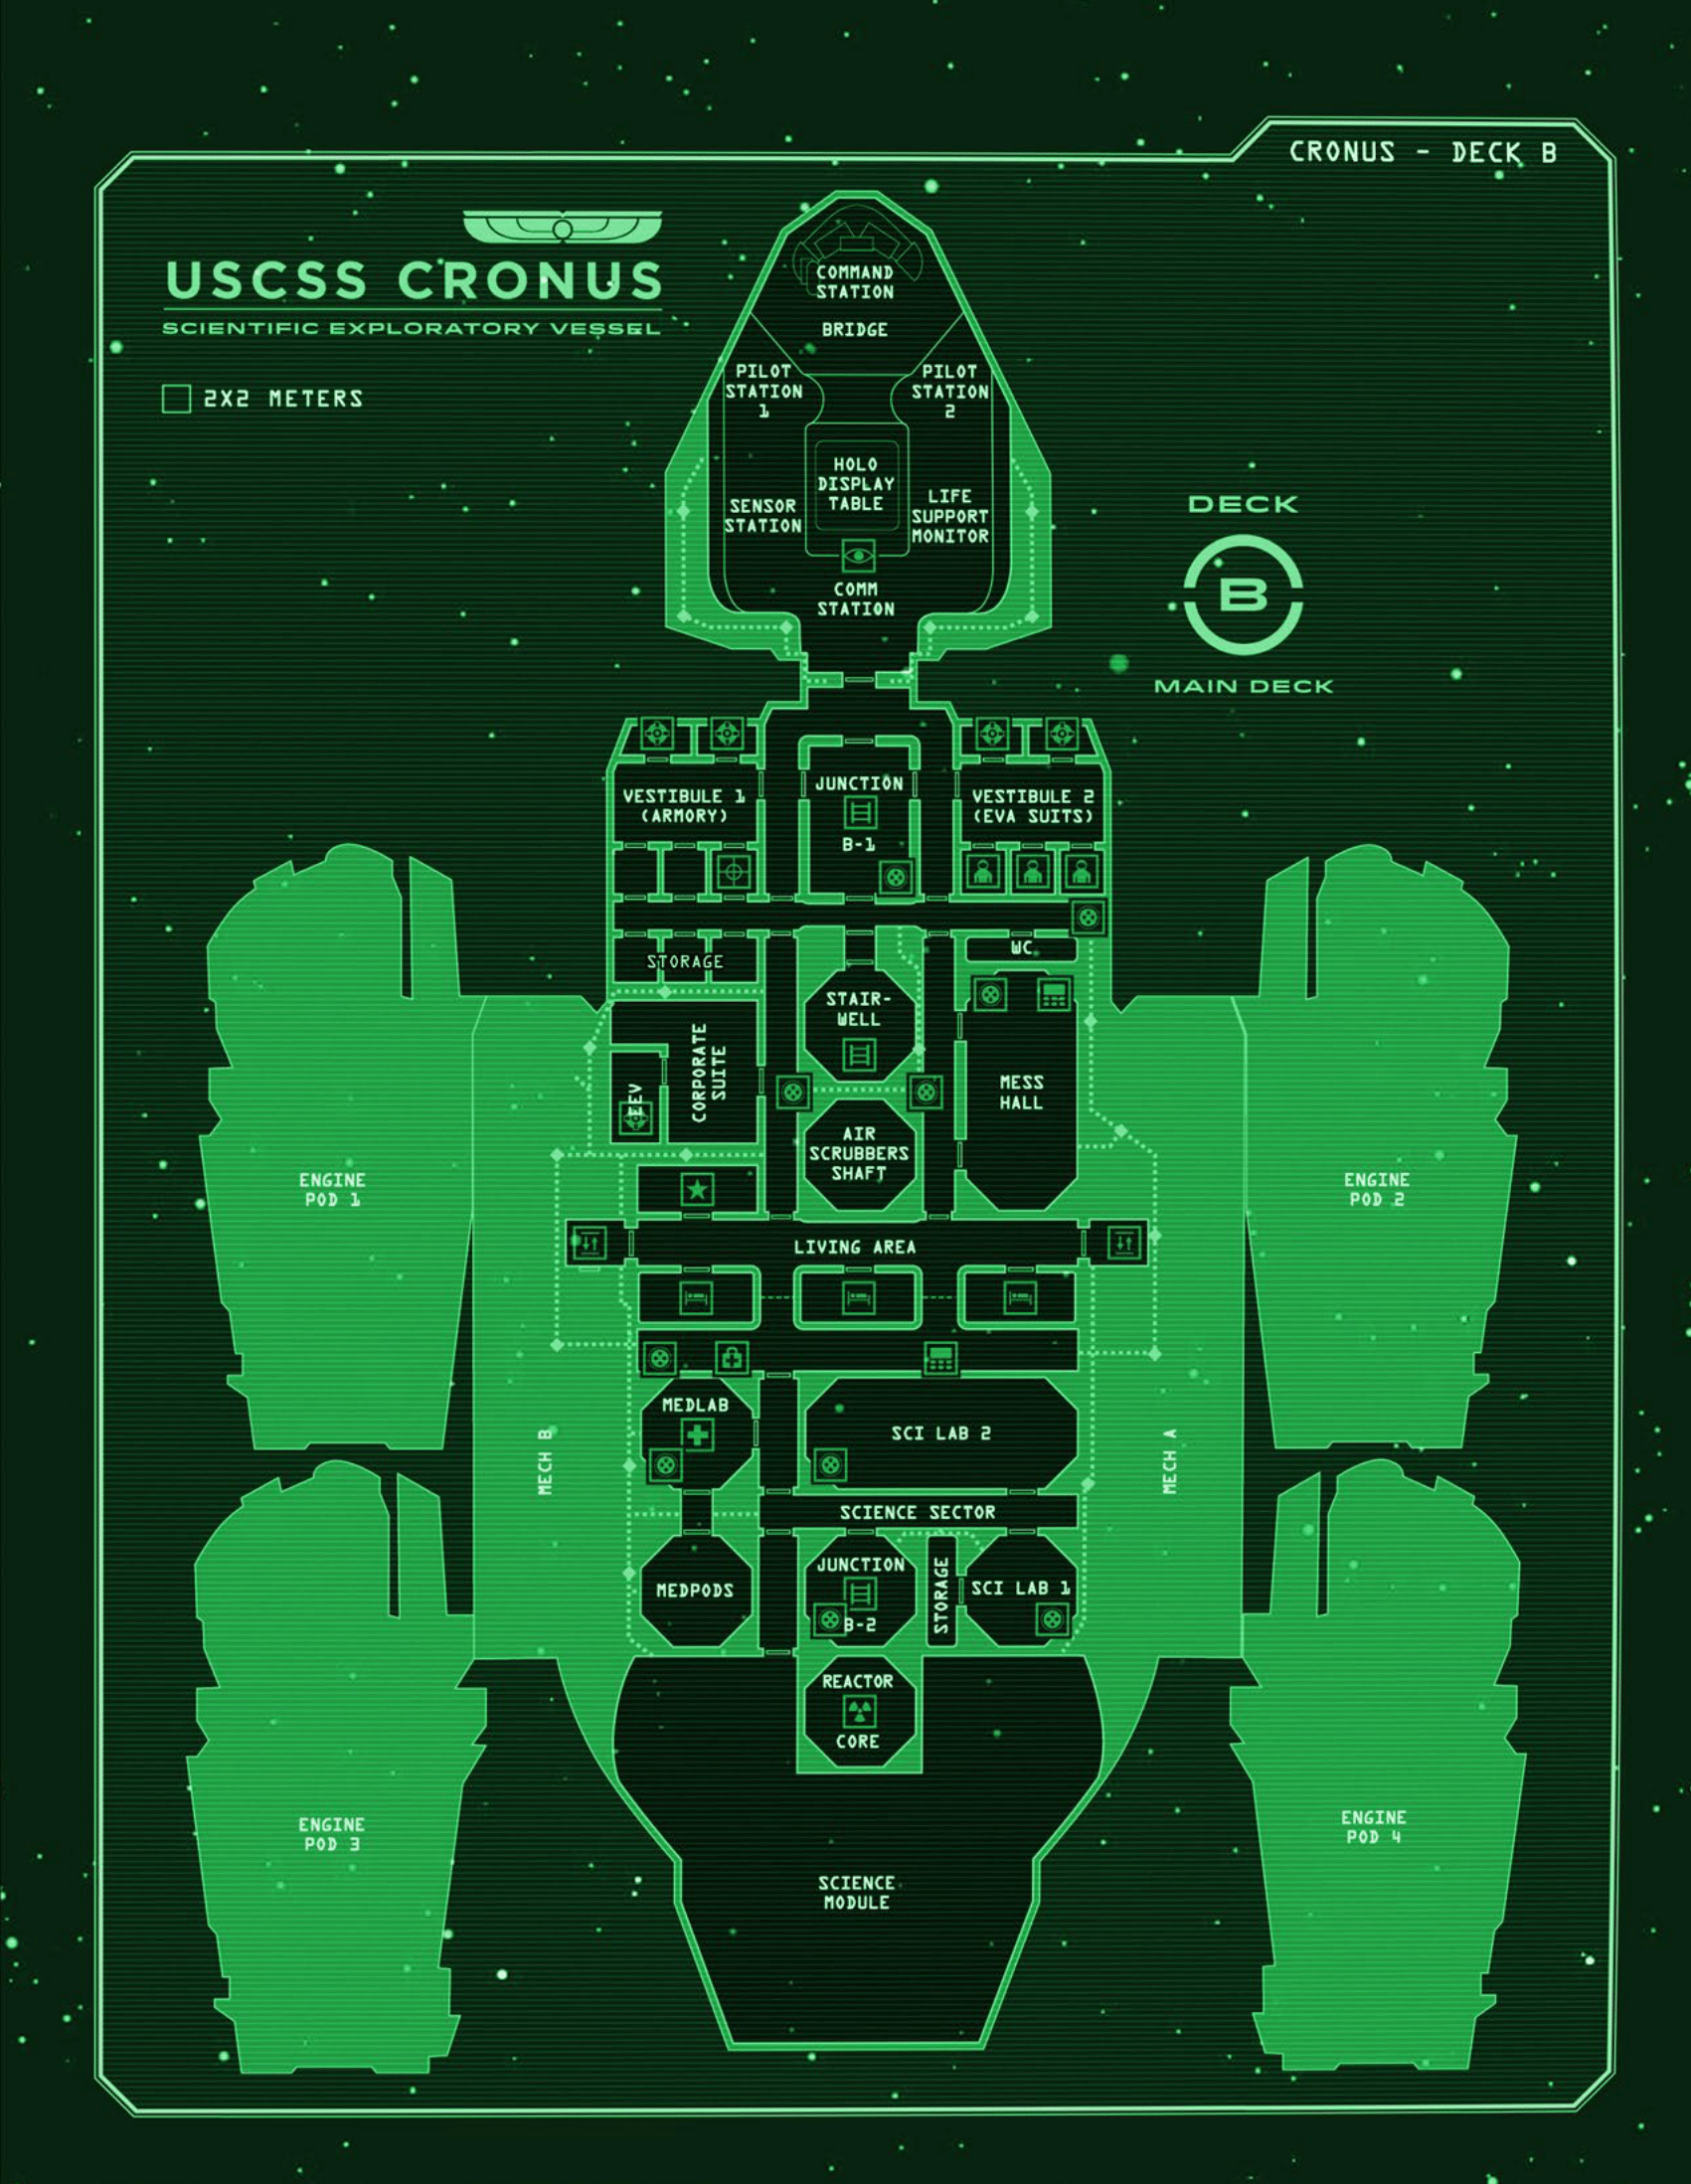 CRONUS - DECK B
USCSS CRONUS
SCIENTIFIC EXPLORATORY VESSEL
2X2 METERS
COMMAND
STATION
BRIDGE
PILOT
STATION
1
PILOT
STATION
2
HOLO
DISPLAY
TABLE
SENSOR
STATION
LIFE
SUPPORT
MONITOR
COMM
STATION
DECK
B
MAIN DECK
VESTIBULE 1
(ARMORY)
JUNCTION
B-1
VESTIBULE 2
(EVA SUITS)
STORAGE
WC
STAIR-
WELL
CORPORATE
SUITE
EEV
MESS
HALL
AIR
SCRUBBERS
SHAFT
ENGINE
POD 1
ENGINE
POD 2
LIVING AREA
MEDLAB
SCI LAB 2
MECH B
MECH A
SCIENCE SECTOR
MEDPODS
JUNCTION
B-2
STORAGE
SCI LAB 1
REACTOR
CORE
ENGINE
POD 3
ENGINE
POD 4
SCIENCE
MODULE